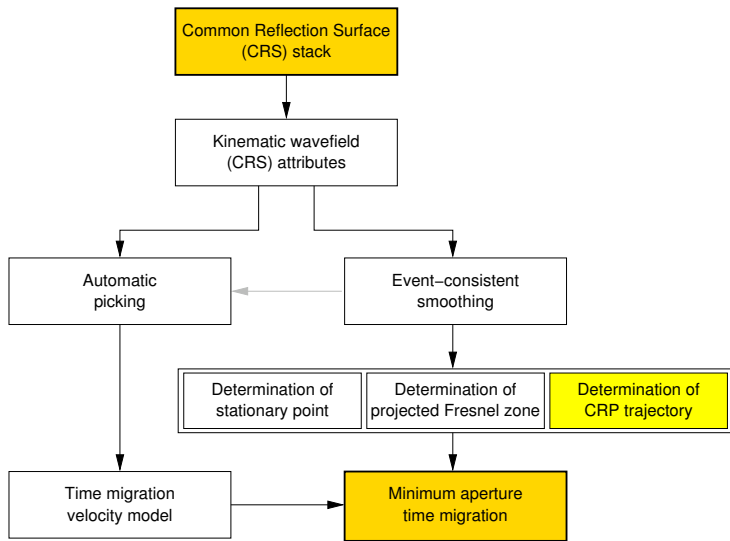 Common Reflection Surface
(CRS) stack
Kinematic wavefield
(CRS) attributes
Automatic
picking
Event−consistent
smoothing
Determination of
stationary point
Determination of
projected Fresnel zone
Determination of
CRP trajectory
Time migration
velocity model
Minimum aperture
time migration